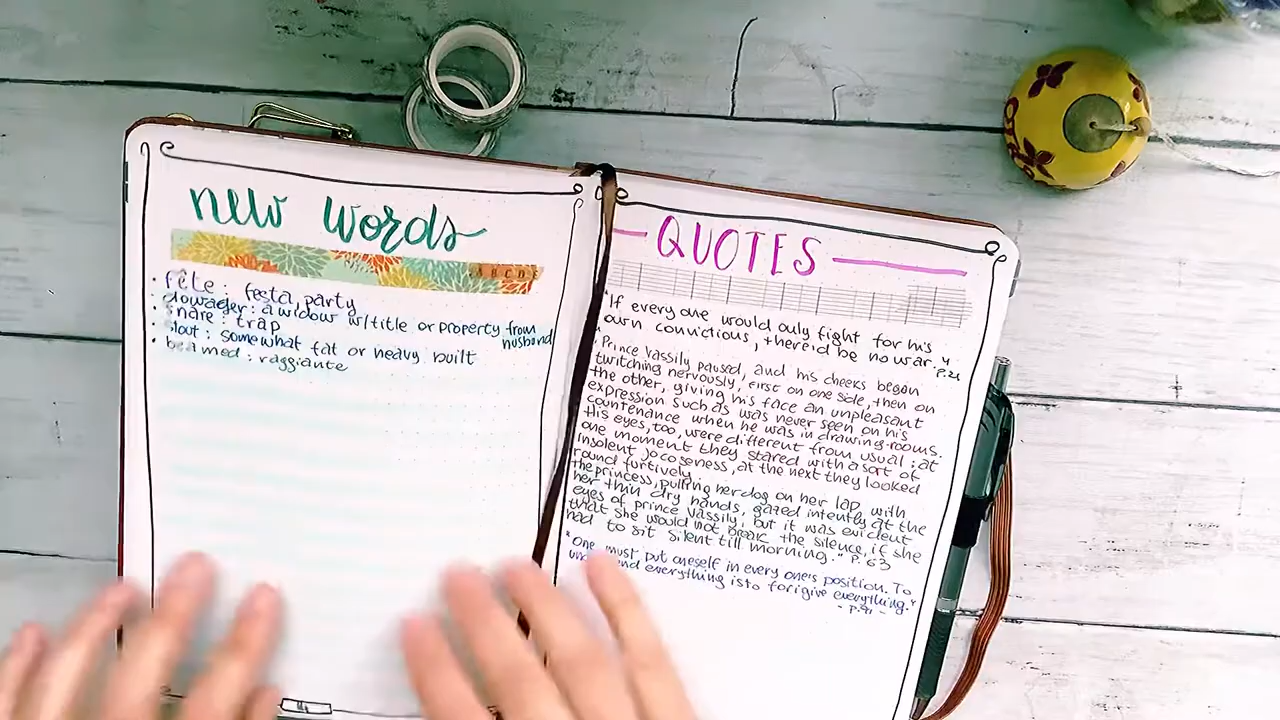 new words
ABCDE
• fête : festa, party
• dowager : a widow w/title or property from
husband
• snare : trap
• stout : somewhat fat or heavy built
• beamed : raggiante
QUOTES
"If every one would only fight for his
own convictions, there'd be no war." p.21
"Prince Vassily paused, and his cheeks began
twitching nervously, first on one side, then on
the other, giving his face an unpleasant
expression such as was never seen on his
countenance when he was in drawing-rooms.
His eyes, too, were different from usual ; at
one moment they stared with a sort of
insolent jocoseness, at the next they looked
round furtively.
The princess, pulling her dog on her lap with
her thin dry hands, gazed intently at the
eyes of prince Vassily ; but it was evident
that she would not break the silence, if she
had to sit silent till morning." p.63
"One must put oneself in every one's position. To
everything is to forgive everything."